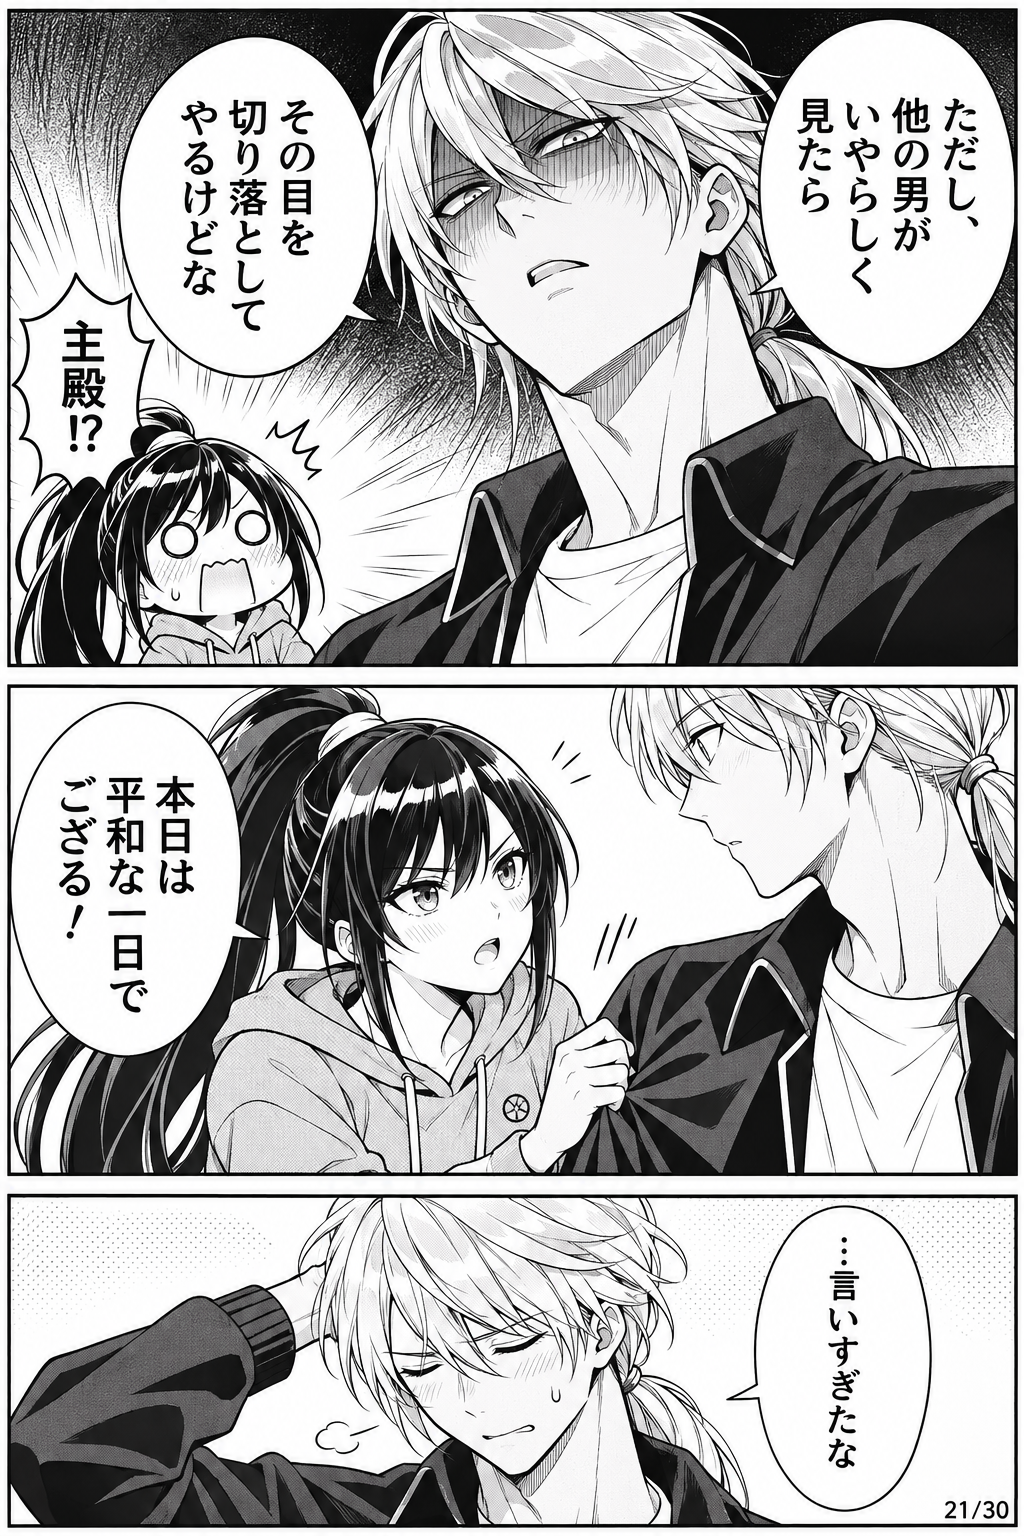 ただし、
他の男が
いやらしく
見たら
その目を
切り落として
やるけどな
主殿!?
本日は
平和な一日で
ござる!
…言いすぎたな
21/30